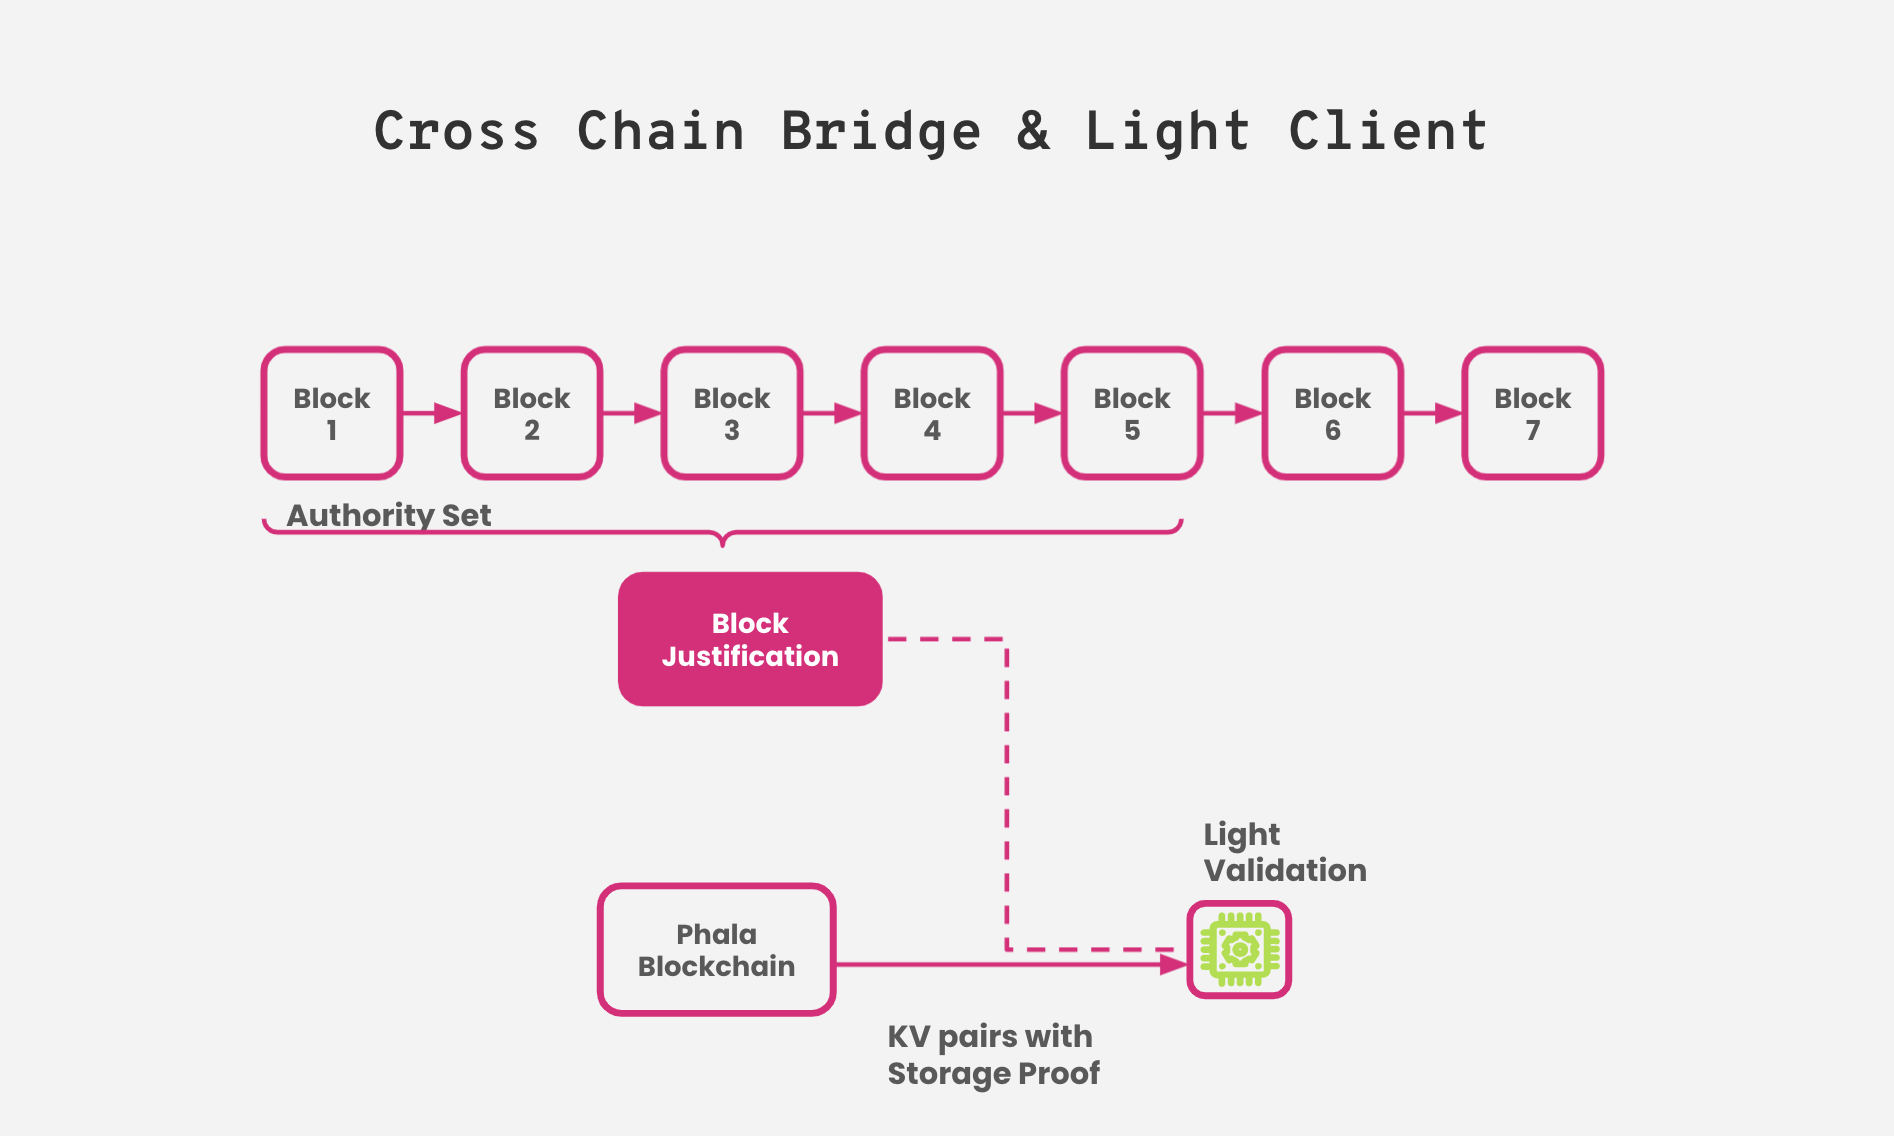 Cross Chain Bridge & Light Client
Block
1
Block
2
Block
3
Block
4
Block
5
Block
6
Block
7
Authority Set
Block
Justification
Light
Validation
Phala
Blockchain
KV pairs with
Storage Proof